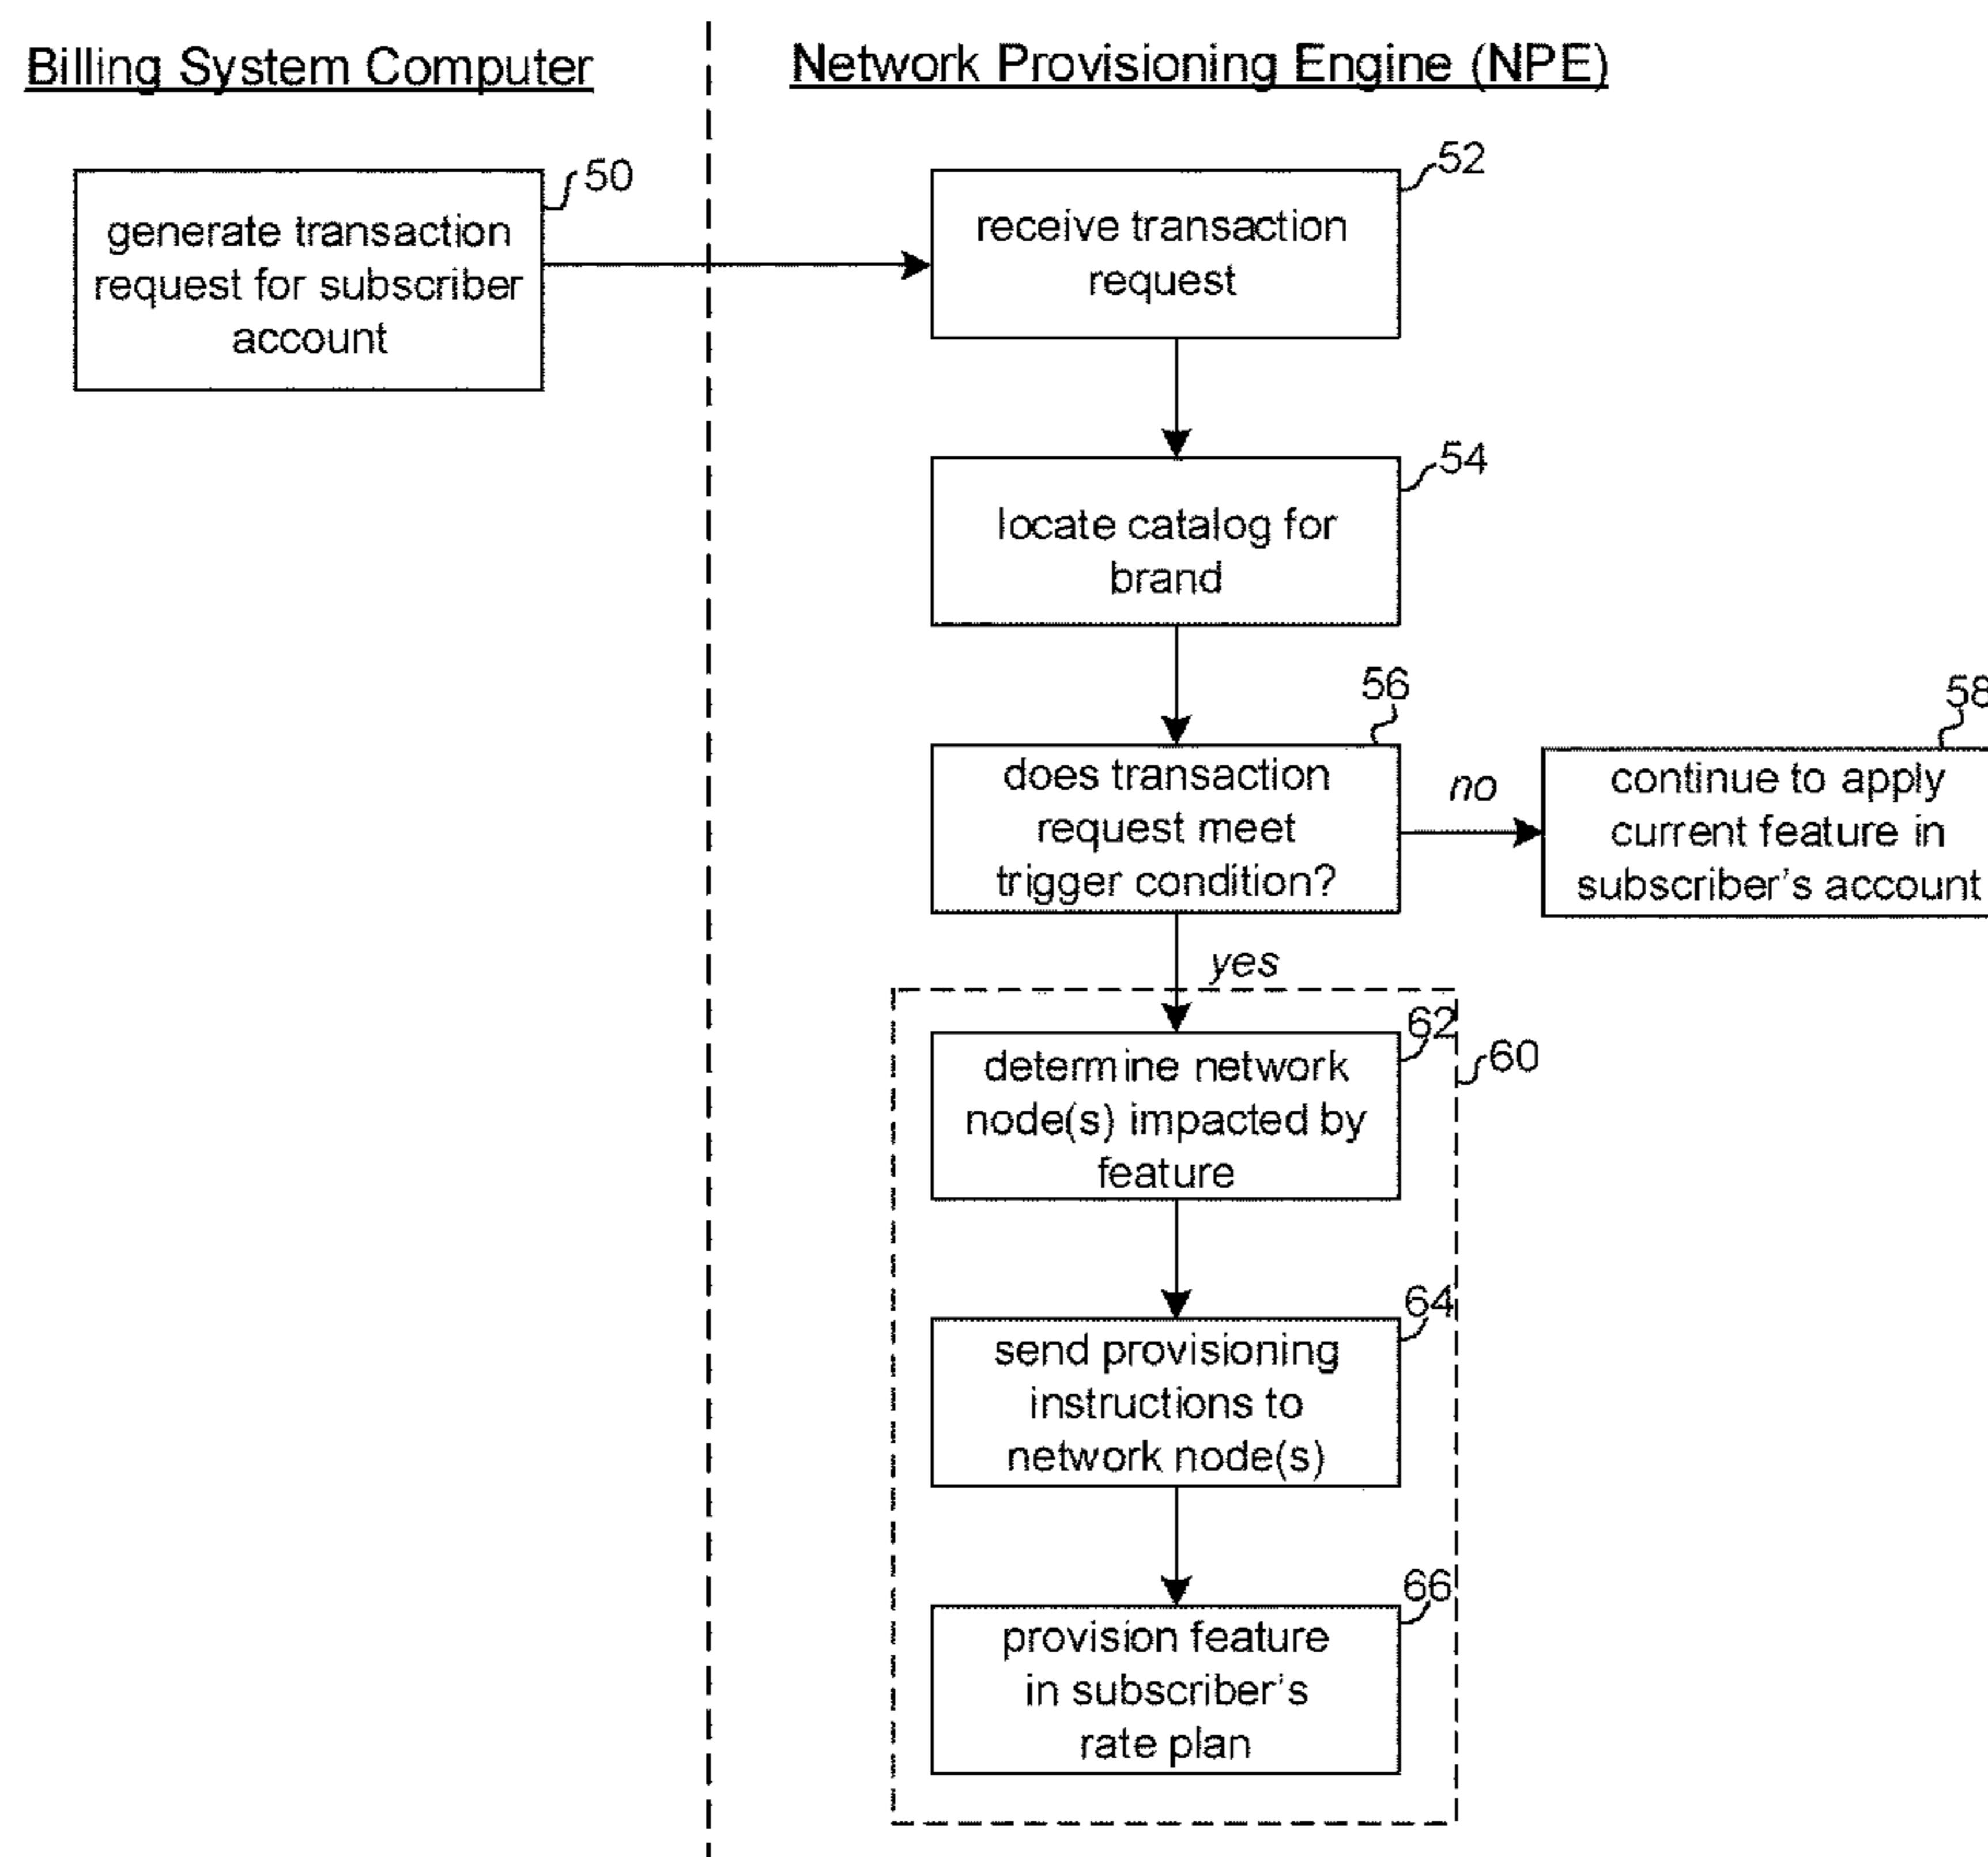 Billing System Computer
Network Provisioning Engine (NPE)
50
generate transaction
request for subscriber
account
52
receive transaction
request
54
locate catalog for
brand
56
does transaction
request meet
trigger condition?
no
58
continue to apply
current feature in
subscriber's account
yes
60
62
determine network
node(s) impacted by
feature
64
send provisioning
instructions to
network node(s)
66
provision feature
in subscriber's
rate plan